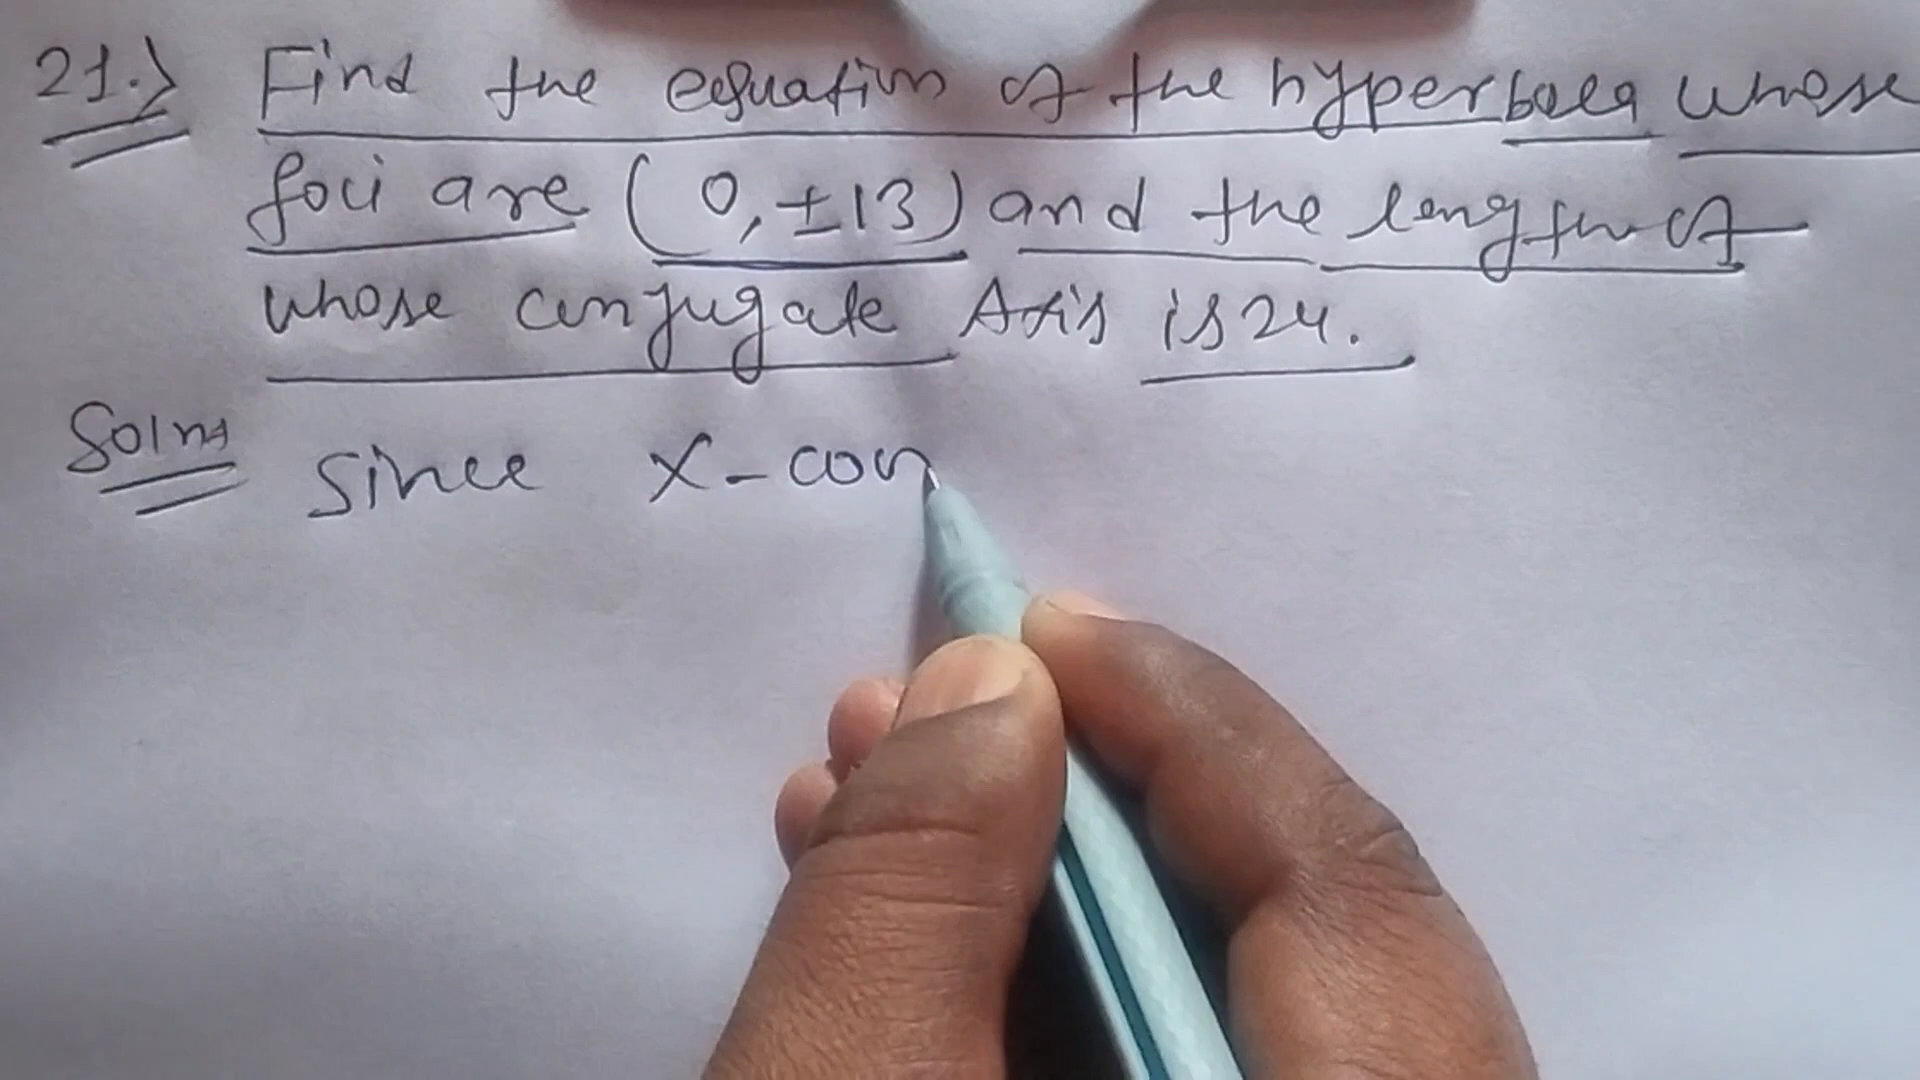 21.) Find the equation of the hyperbola whose
foci are (0, ±13) and the length of
whose conjugate Axis is 24.
Soln> since x-con